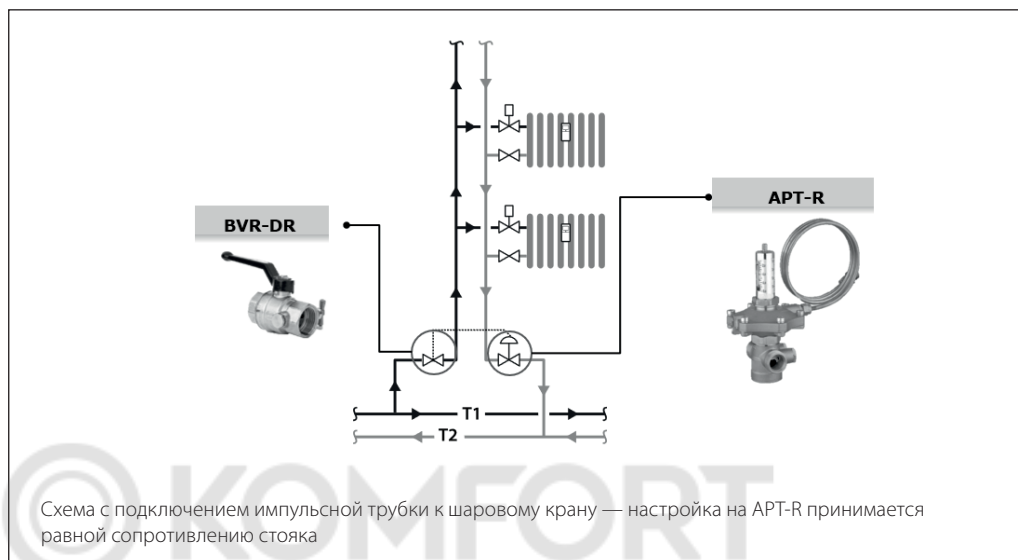 BVR-DR
APT-R
T1
T2
KOMFORT
Схема с подключением импульсной трубки к шаровому крану — настройка на APT-R принимается
равной сопротивлению стояка